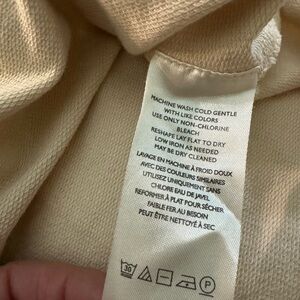 MACHINE WASH COLD GENTLE
WITH LIKE COLORS
USE ONLY NON-CHLORINE
BLEACH
RESHAPE LAY FLAT TO DRY
LOW IRON AS NEEDED
MAY BE DRY CLEANED
LAVAGE EN MACHINE À FROID DOUX
AVEC DES COULEURS SIMILAIRES
UTILISEZ UNIQUEMENT SANS
CHLORE EAU DE JAVEL
REFORMER À PLAT POUR SÉCHER
FAIBLE FER AU BESOIN
PEUT ÊTRE NETTOYÉ À SEC
30
P